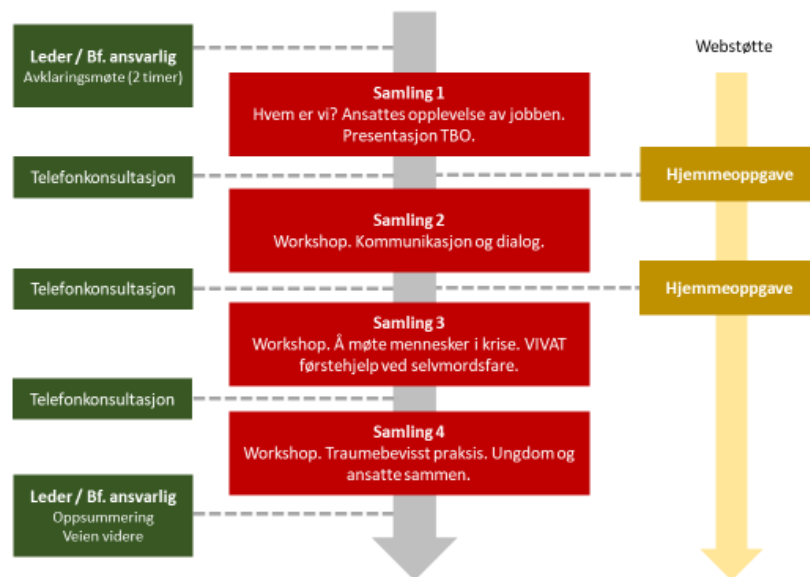 Leder / Bf. ansvarlig
Avklaringsmøte (2 timer)
Webstøtte
Samling 1
Hvem er vi? Ansattes opplevelse av jobben.
Presentasjon TBO.
Telefonkonsultasjon
Hjemmeoppgave
Samling 2
Workshop. Kommunikasjon og dialog.
Telefonkonsultasjon
Hjemmeoppgave
Samling 3
Workshop. Å møte mennesker i krise. VIVAT
førstehjelp ved selvmordsfare.
Telefonkonsultasjon
Samling 4
Workshop. Traumebevisst praksis. Ungdom og
ansatte sammen.
Leder / Bf. ansvarlig
Oppsummering
Veien videre